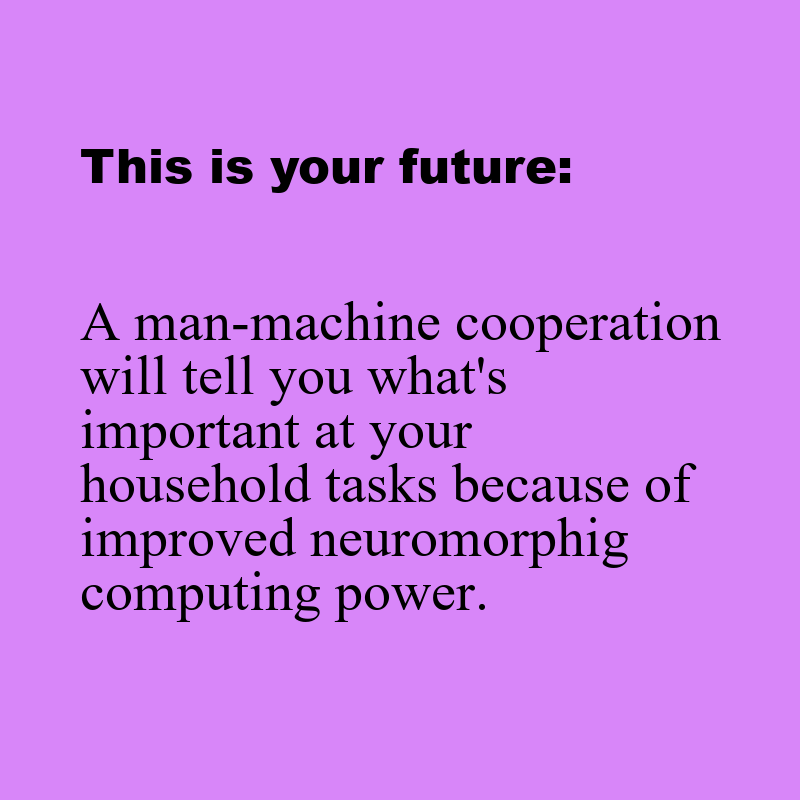 This is your future:
A man-machine cooperation
will tell you what's
important at your
household tasks because of
improved neuromorphig
computing power.